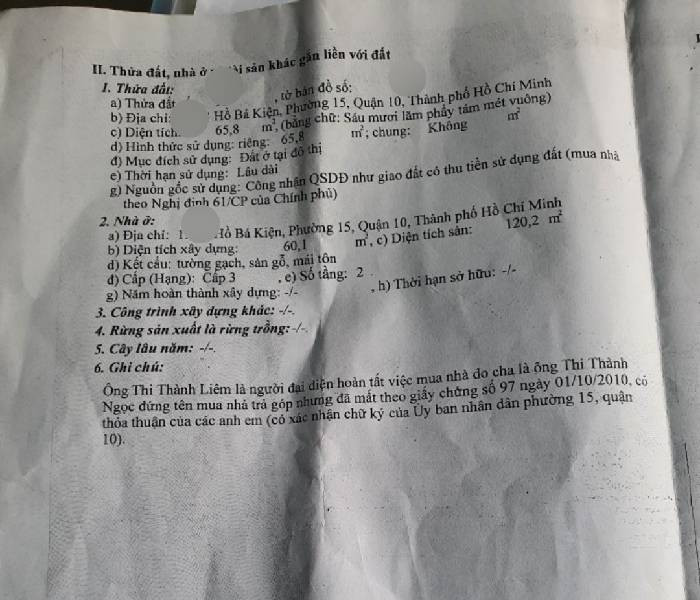 II. Thửa đất, nhà ở ài sản khác gắn liền với đất
1. Thửa đất:
a) Thửa đất , tờ bản đồ số:
b) Địa chỉ: Hồ Bá Kiện, Phường 15, Quận 10, Thành phố Hồ Chí Minh
c) Diện tích: 65,8 m², (bằng chữ: Sáu mươi lăm phẩy tám mét vuông)
d) Hình thức sử dụng: riêng: 65,8 m²; chung: Không m²
đ) Mục đích sử dụng: Đất ở tại đô thị
e) Thời hạn sử dụng: Lâu dài
g) Nguồn gốc sử dụng: Công nhận QSDĐ như giao đất có thu tiền sử dụng đất (mua nhà
theo Nghị định 61/CP của Chính phủ)
2. Nhà ở:
a) Địa chỉ: 1 Hồ Bá Kiện, Phường 15, Quận 10, Thành phố Hồ Chí Minh
b) Diện tích xây dựng: 60,1 m², c) Diện tích sàn: 120,2 m²
d) Kết cấu: tường gạch, sàn gỗ, mái tôn
đ) Cấp (Hạng): Cấp 3 , e) Số tầng: 2
g) Năm hoàn thành xây dựng: -/- , h) Thời hạn sở hữu: -/-
3. Công trình xây dựng khác: -/-.
4. Rừng sản xuất là rừng trồng: -/-.
5. Cây lâu năm: -/-.
6. Ghi chú:
Ông Thi Thành Liêm là người đại diện hoàn tất việc mua nhà do cha là ông Thi Thành
Ngọc đứng tên mua nhà trả góp nhưng đã mất theo giấy chứng số 97 ngày 01/10/2010, có
thỏa thuận của các anh em (có xác nhận chữ ký của Ủy ban nhân dân phường 15, quận
10).